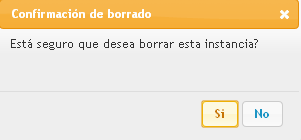 Confirmación de borrado
Está seguro que desea borrar esta instancia?
Si No